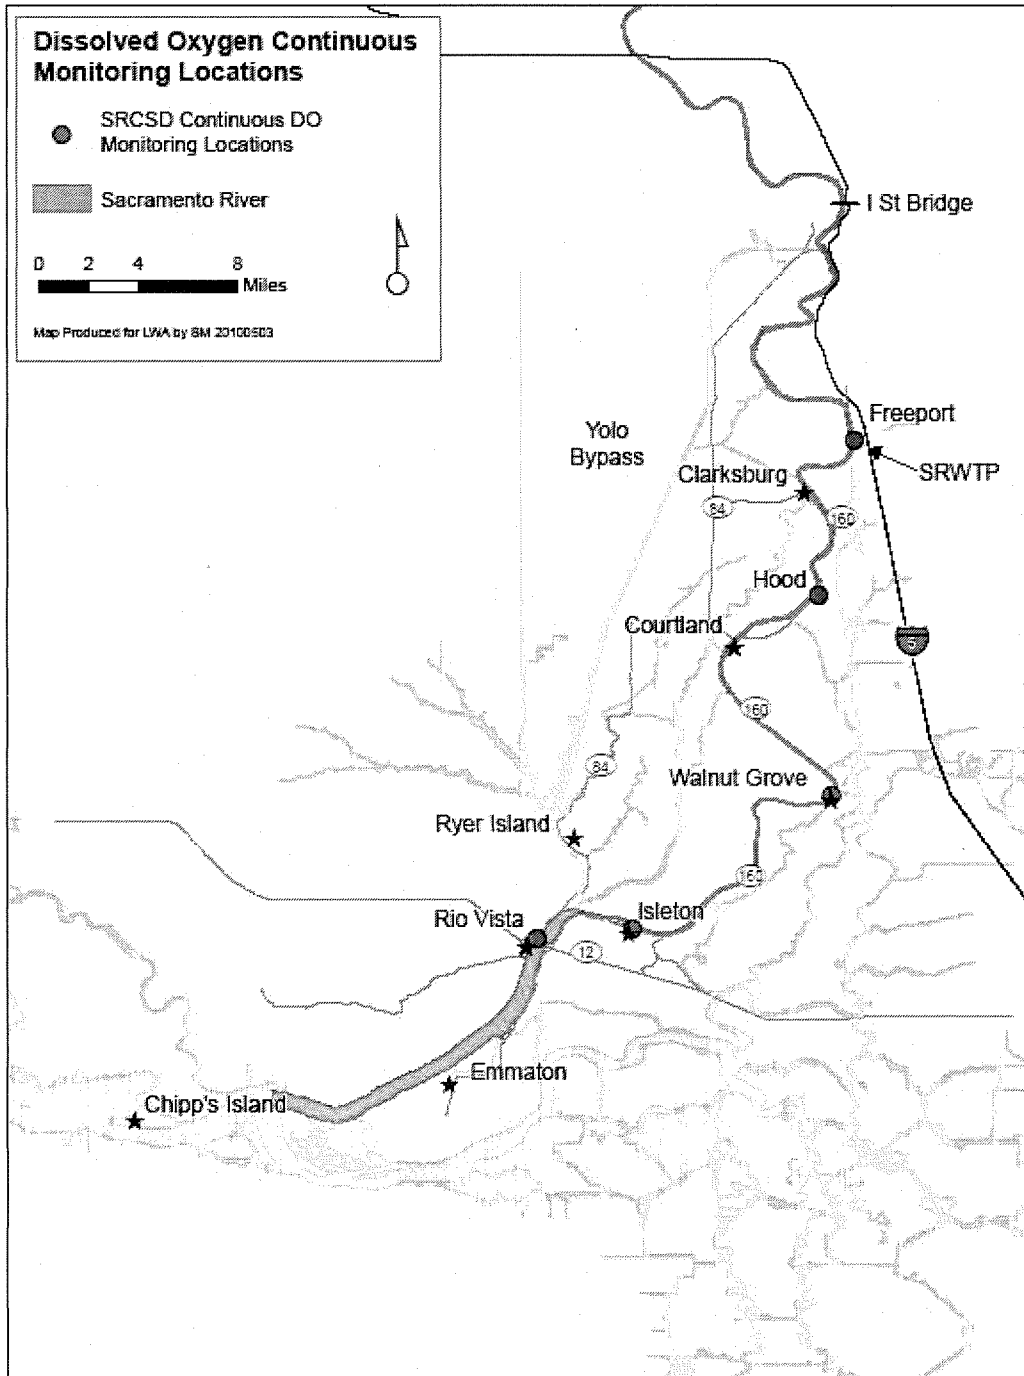 Dissolved Oxygen Continuous
Monitoring Locations
SRCSD Continuous DO
Monitoring Locations
Sacramento River
0 2 4 8
Miles
Map Produced for LWA by SM 20100503
I St Bridge
Freeport
Yolo
Bypass
Clarksburg
SRWTP
84
160
Hood
Courtland
5
160
84
Walnut Grove
Ryer Island
160
Rio Vista
Isleton
12
Emmaton
Chipp's Island